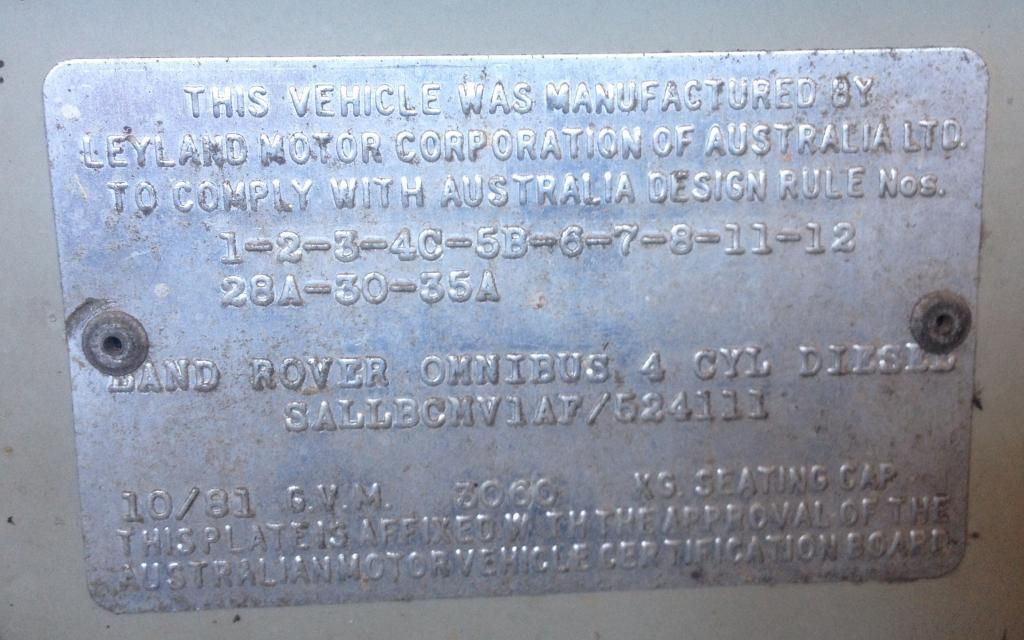 THIS VEHICLE WAS MANUFACTURED BY
LEYLAND MOTOR CORPORATION OF AUSTRALIA LTD.
TO COMPLY WITH AUSTRALIA DESIGN RULE Nos.
1-2-3-4C-5B-6-7-8-11-12
28A-30-35A
LAND ROVER OMNIBUS 4 CYL DIESEL
SALLBCMV1AF/524111
10/81 G.V.M. 3060 KG. SEATING CAP
THIS PLATE IS AFFIXED WITH THE APPROVAL OF THE
AUSTRALIAN MOTOR VEHICLE CERTIFICATION BOARD